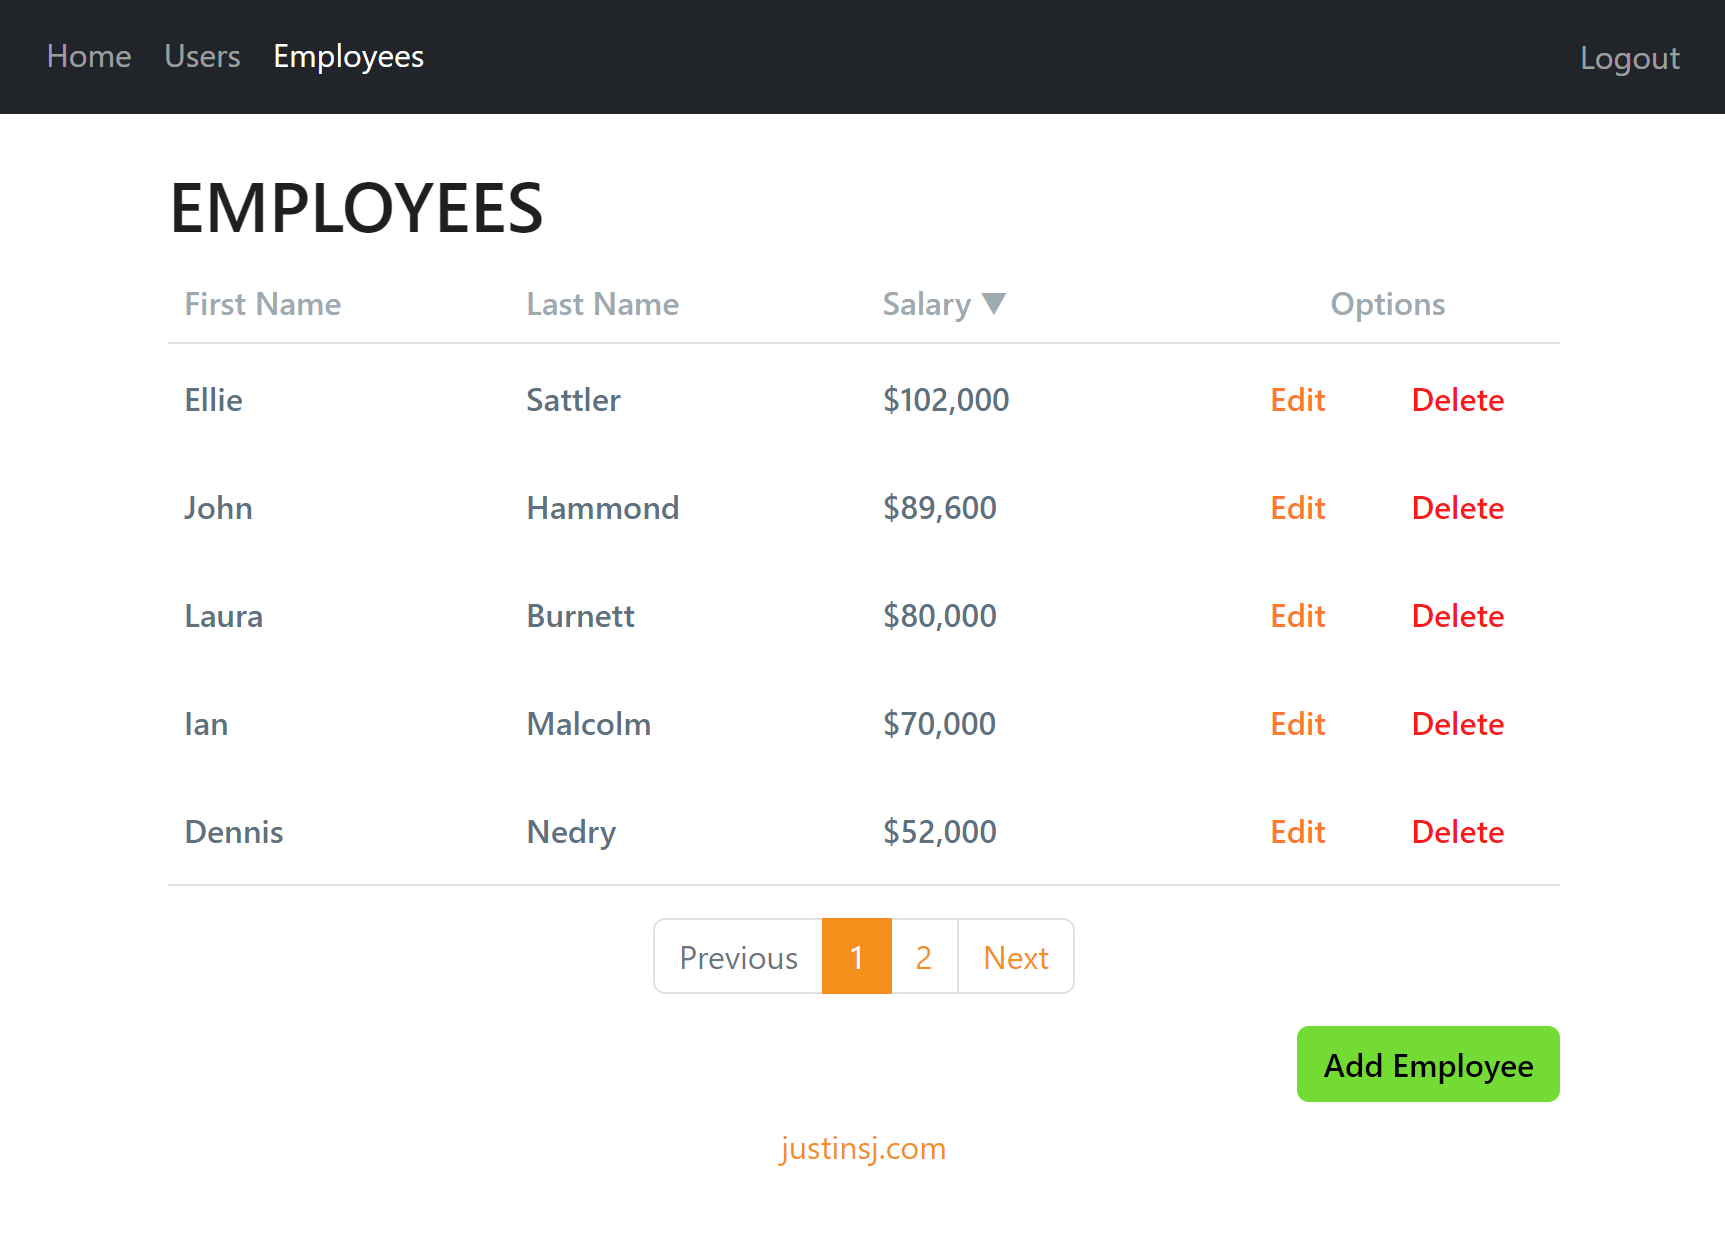 Home Users Employees Logout
EMPLOYEES
First Name Last Name Salary ▼ Options
Ellie Sattler $102,000 Edit Delete
John Hammond $89,600 Edit Delete
Laura Burnett $80,000 Edit Delete
Ian Malcolm $70,000 Edit Delete
Dennis Nedry $52,000 Edit Delete
Previous 1 2 Next
Add Employee
justinsj.com